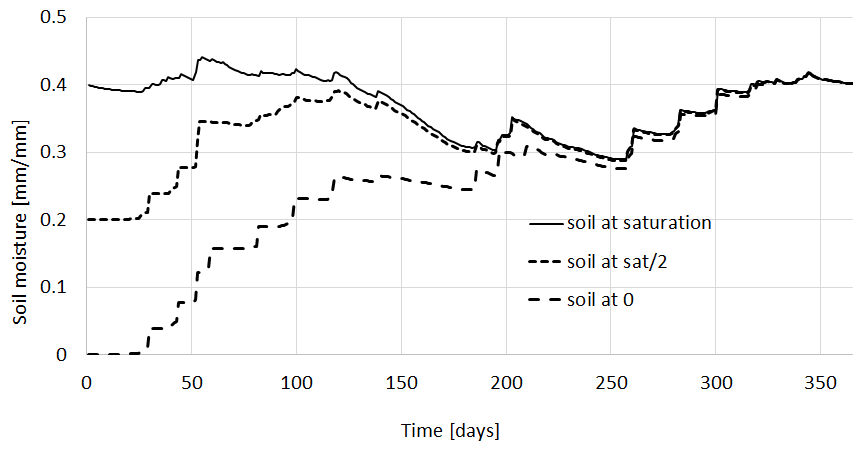 0.5
0.4
0.3
0.2
0.1
0
Soil moisture [mm/mm]
soil at saturation
soil at sat/2
soil at 0
0 50 100 150 200 250 300 350
Time [days]